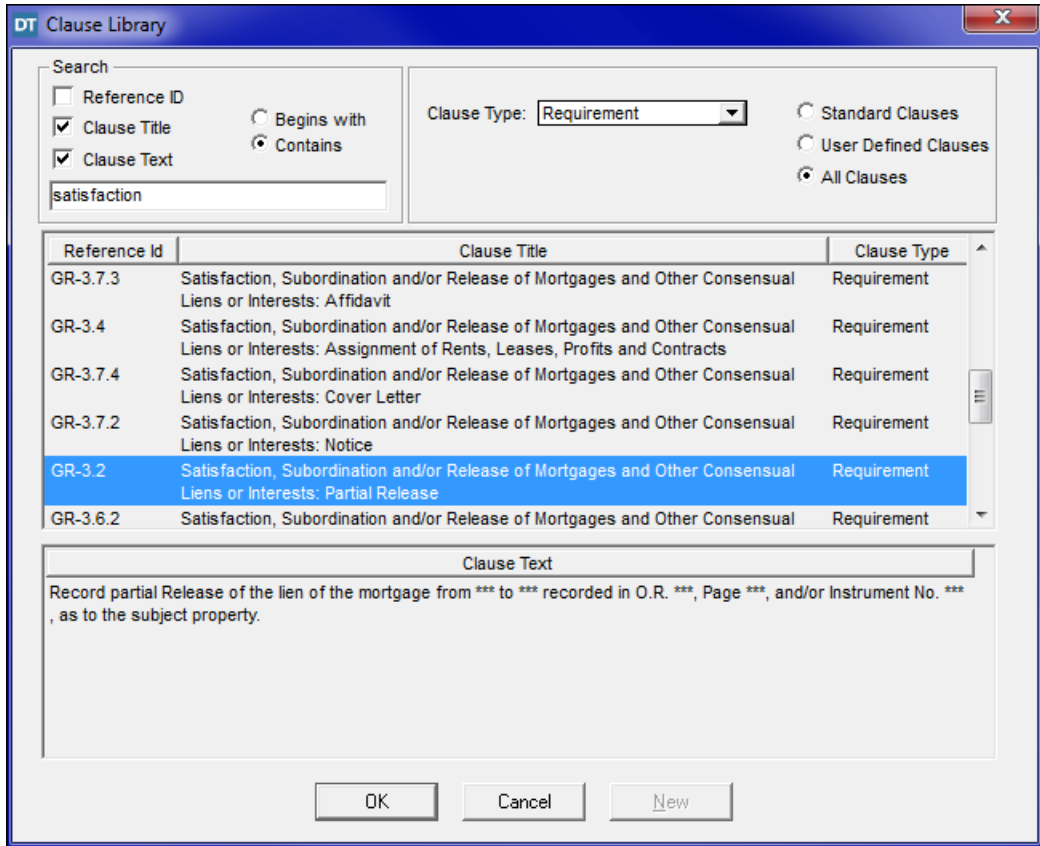 DT Clause Library
Search
Reference ID
Clause Title
Clause Text
Begins with
Contains
satisfaction
Clause Type: Requirement
Standard Clauses
User Defined Clauses
All Clauses
Reference Id Clause Title Clause Type
GR-3.7.3 Satisfaction, Subordination and/or Release of Mortgages and Other Consensual Requirement
Liens or Interests: Affidavit
GR-3.4 Satisfaction, Subordination and/or Release of Mortgages and Other Consensual Requirement
Liens or Interests: Assignment of Rents, Leases, Profits and Contracts
GR-3.7.4 Satisfaction, Subordination and/or Release of Mortgages and Other Consensual Requirement
Liens or Interests: Cover Letter
GR-3.7.2 Satisfaction, Subordination and/or Release of Mortgages and Other Consensual Requirement
Liens or Interests: Notice
GR-3.2 Satisfaction, Subordination and/or Release of Mortgages and Other Consensual Requirement
Liens or Interests: Partial Release
GR-3.6.2 Satisfaction, Subordination and/or Release of Mortgages and Other Consensual Requirement
Clause Text
Record partial Release of the lien of the mortgage from *** to *** recorded in O.R. ***, Page ***, and/or Instrument No. ***
, as to the subject property.
OK Cancel New